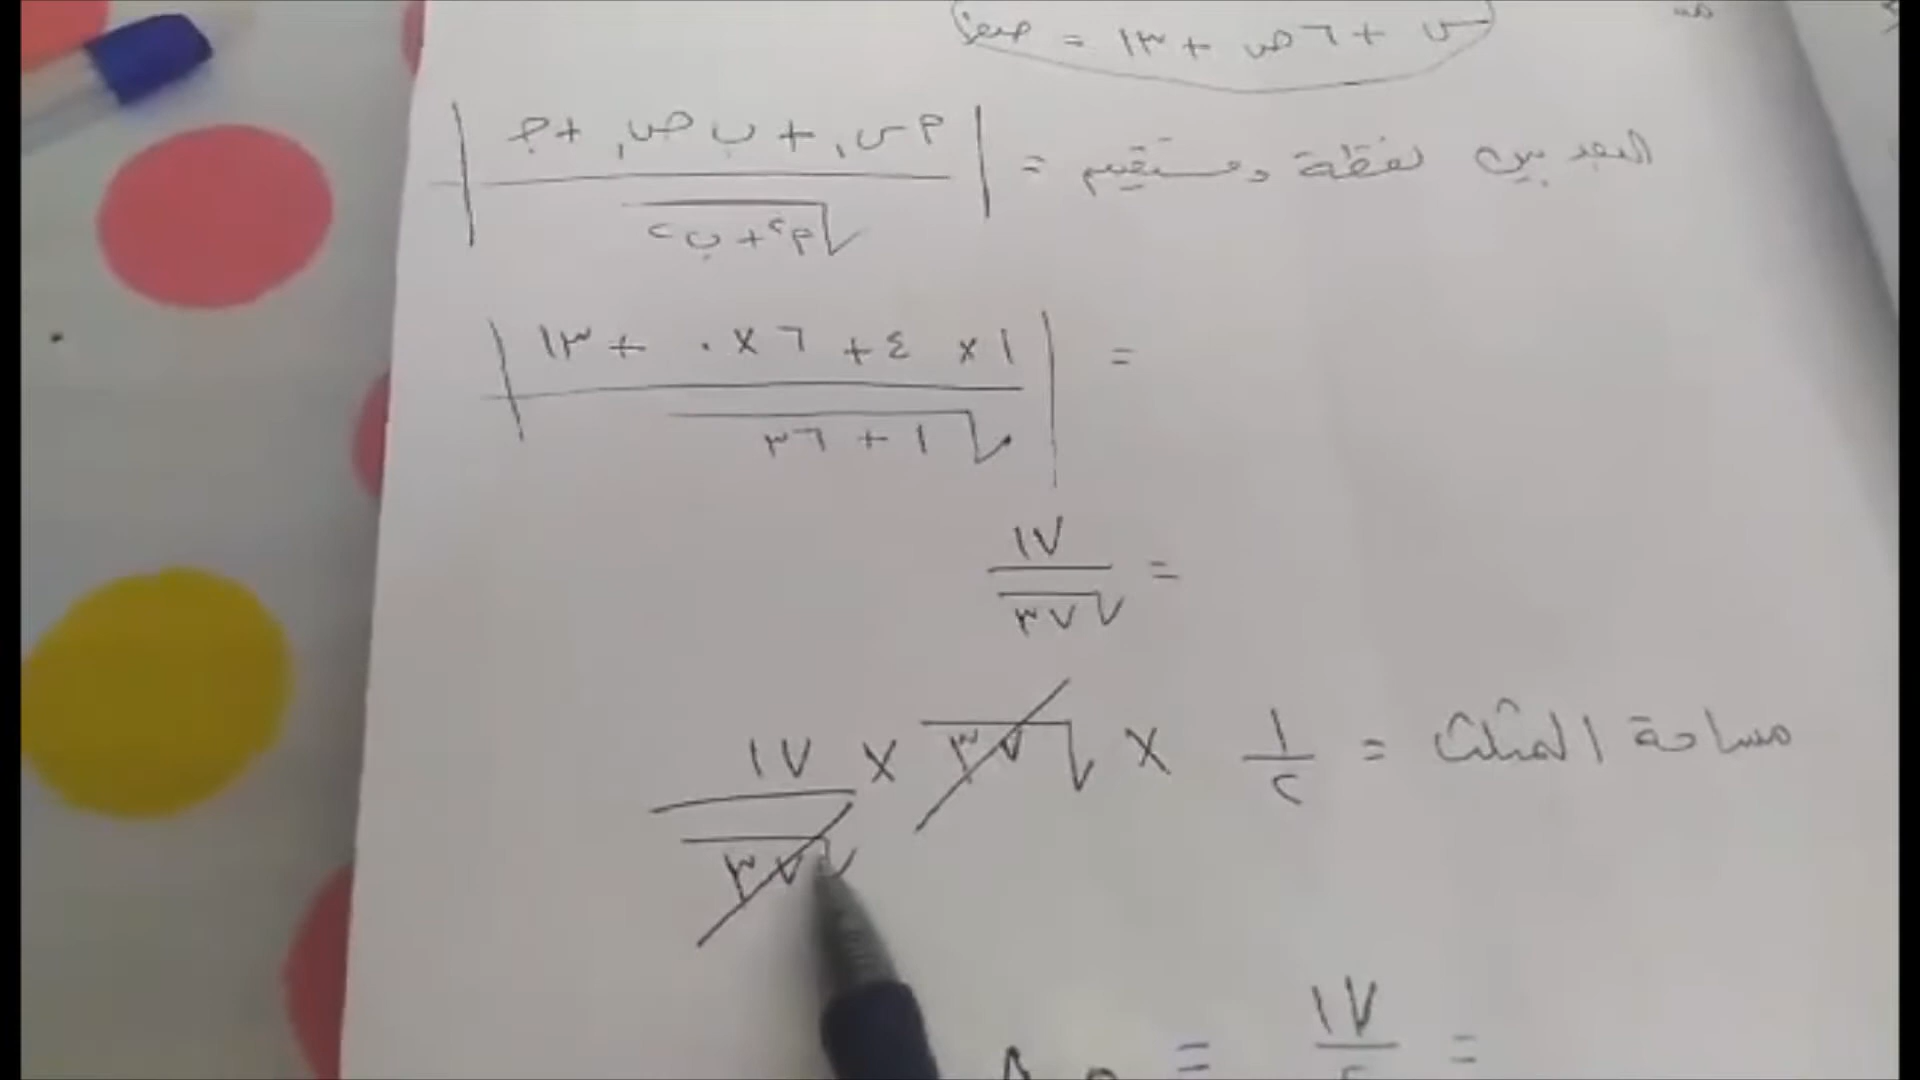 س + ٦ص + ١٣ = صفر
البعد بين نقطة ومستقيم = | (أ س١ + ب ص١ + جـ) / √(أ٢ + ب٢) |
= | (١ × ٤ + ٦ × ٠ + ١٣) / √(١ + ٣٦) |
= ١٧ / √٣٧
مساحة المثلث = ١/٢ × √٣٧ × ١٧ / √٣٧
= ١٧/٢ =